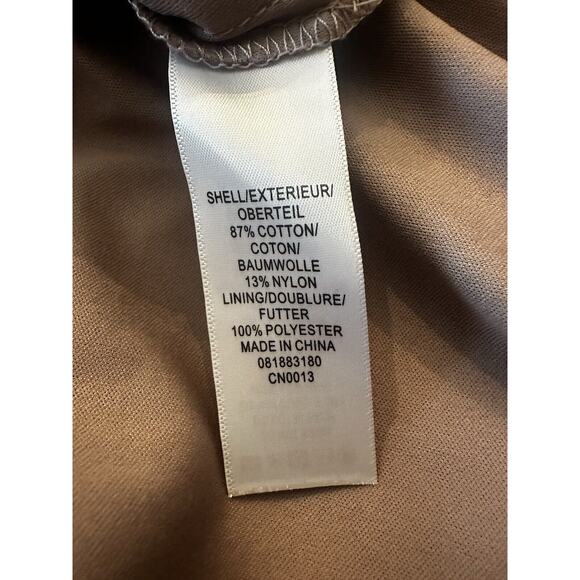 SHELL/EXTERIEUR/
OBERTEIL
87% COTTON/
COTON/
BAUMWOLLE
13% NYLON
LINING/DOUBLURE/
FUTTER
100% POLYESTER
MADE IN CHINA
081883180
CN0013